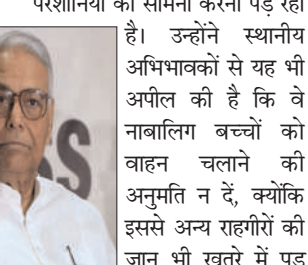 परेशानियों का सामना करना पड़ रहा
है। उन्होंने स्थानीय
अभिभावकों से यह भी
अपील की है कि वे
नाबालिग बच्चों को
वाहन चलाने की
अनुमति न दें, क्योंकि
इससे अन्य राहगीरों की
जान भी खतरे में पड़